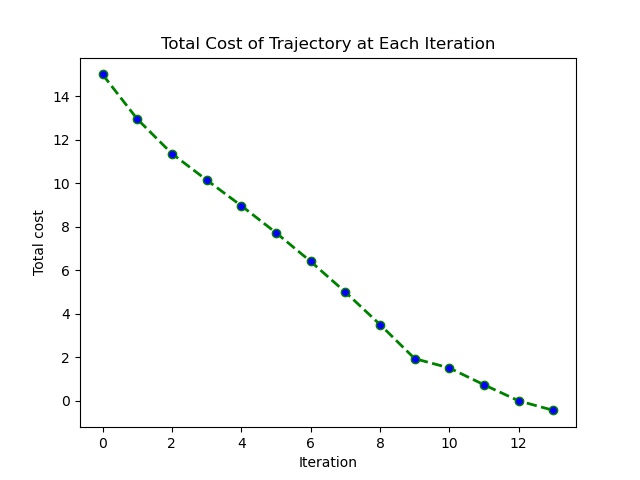 Total Cost of Trajectory at Each Iteration
14
12
10
8
6
4
2
0
Total cost
0 2 4 6 8 10 12
Iteration